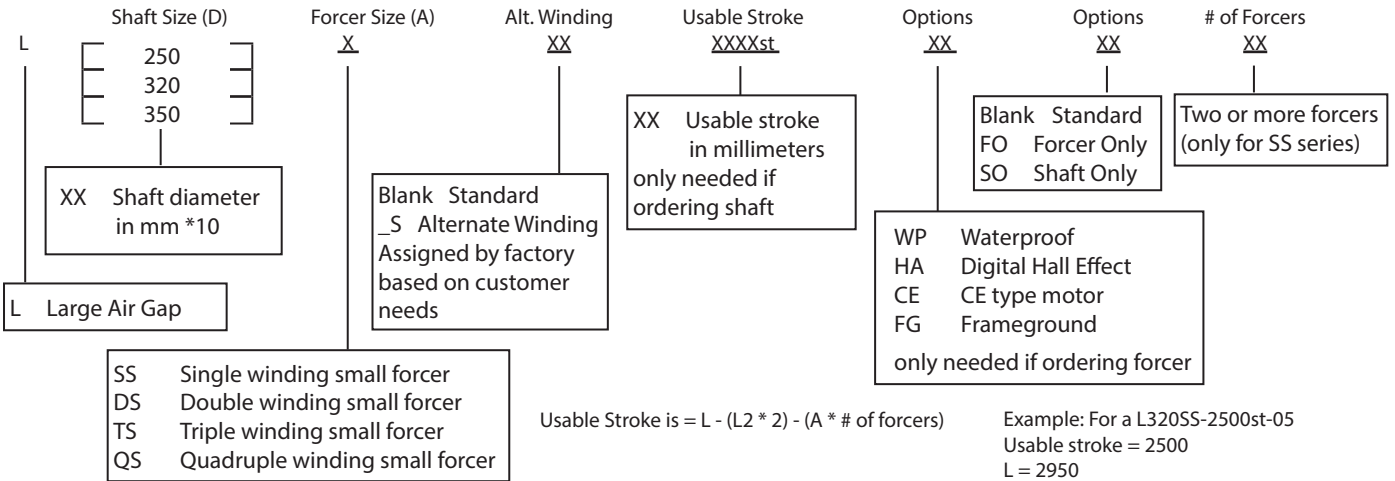 Shaft Size (D) Forcer Size (A) Alt. Winding Usable Stroke Options Options # of Forcers
L X XX XXXXst XX XX XX
250
320
350
XX Shaft diameter
in mm *10
L Large Air Gap
SS Single winding small forcer
DS Double winding small forcer
TS Triple winding small forcer
QS Quadruple winding small forcer
Blank Standard
_S Alternate Winding
Assigned by factory
based on customer
needs
XX Usable stroke
in millimeters
only needed if
ordering shaft
WP Waterproof
HA Digital Hall Effect
CE CE type motor
FG Frameground
only needed if ordering forcer
Blank Standard
FO Forcer Only
SO Shaft Only
Two or more forcers
(only for SS series)
Usable Stroke is = L - (L2 * 2) - (A * # of forcers)
Example: For a L320SS-2500st-05
Usable stroke = 2500
L = 2950